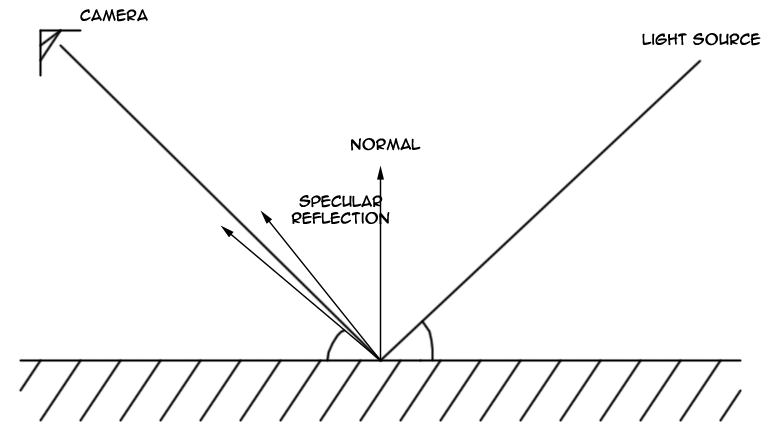 CAMERA
LIGHT SOURCE
NORMAL
SPECULAR
REFLECTION